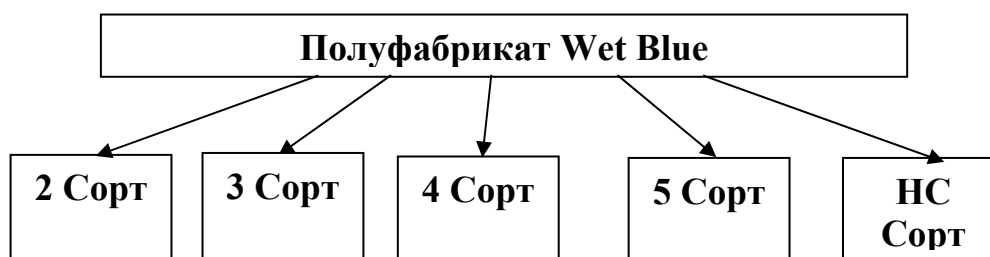 Полуфабрикат Wet Blue
2 Сорт
3 Сорт
4 Сорт
5 Сорт
НС
Сорт